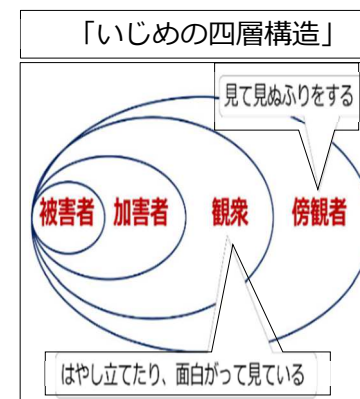 「いじめの四層構造」
見て見ぬふりをする
被害者 加害者 観衆 傍観者
はやし立てたり、面白がって見ている